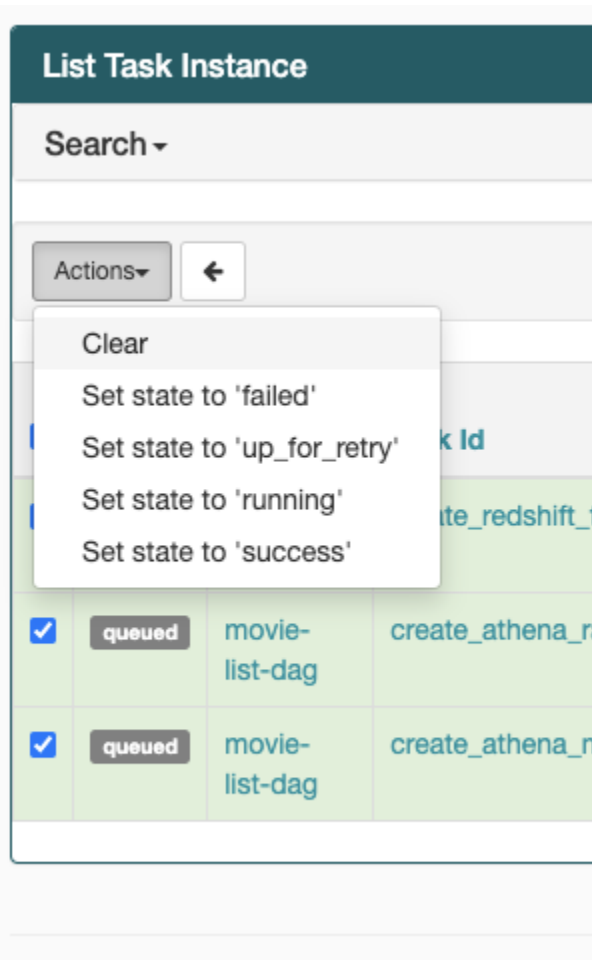 List Task Instance
Search
Actions
Clear
Set state to 'failed'
Set state to 'up_for_retry'
Set state to 'running'
Set state to 'success'
Id
queued
movie-
list-dag
queued
movie-
list-dag